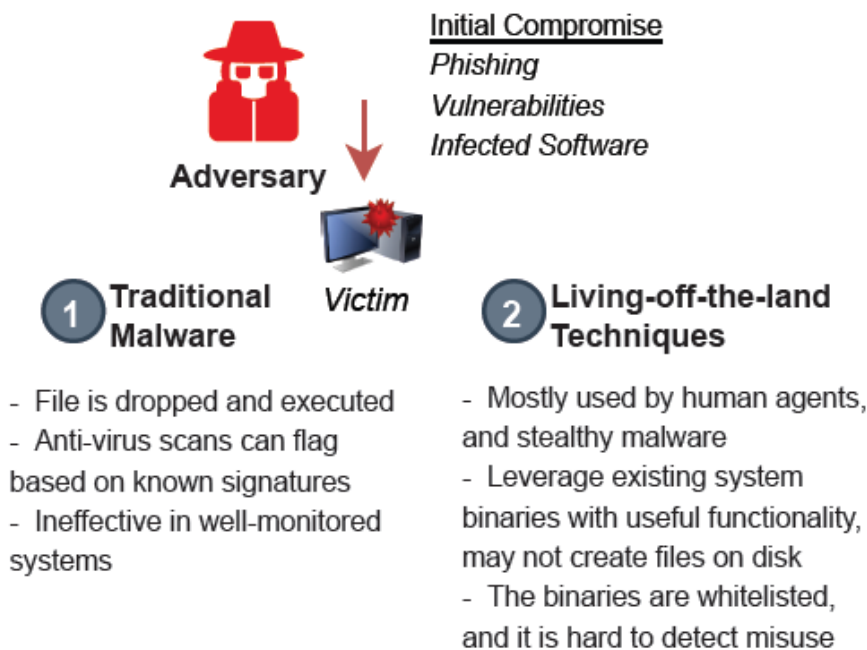 Initial Compromise
Phishing
Vulnerabilities
Infected Software
Adversary
Victim
1 Traditional
Malware
- File is dropped and executed
- Anti-virus scans can flag
based on known signatures
- Ineffective in well-monitored
systems
2 Living-off-the-land
Techniques
- Mostly used by human agents,
and stealthy malware
- Leverage existing system
binaries with useful functionality,
may not create files on disk
- The binaries are whitelisted,
and it is hard to detect misuse